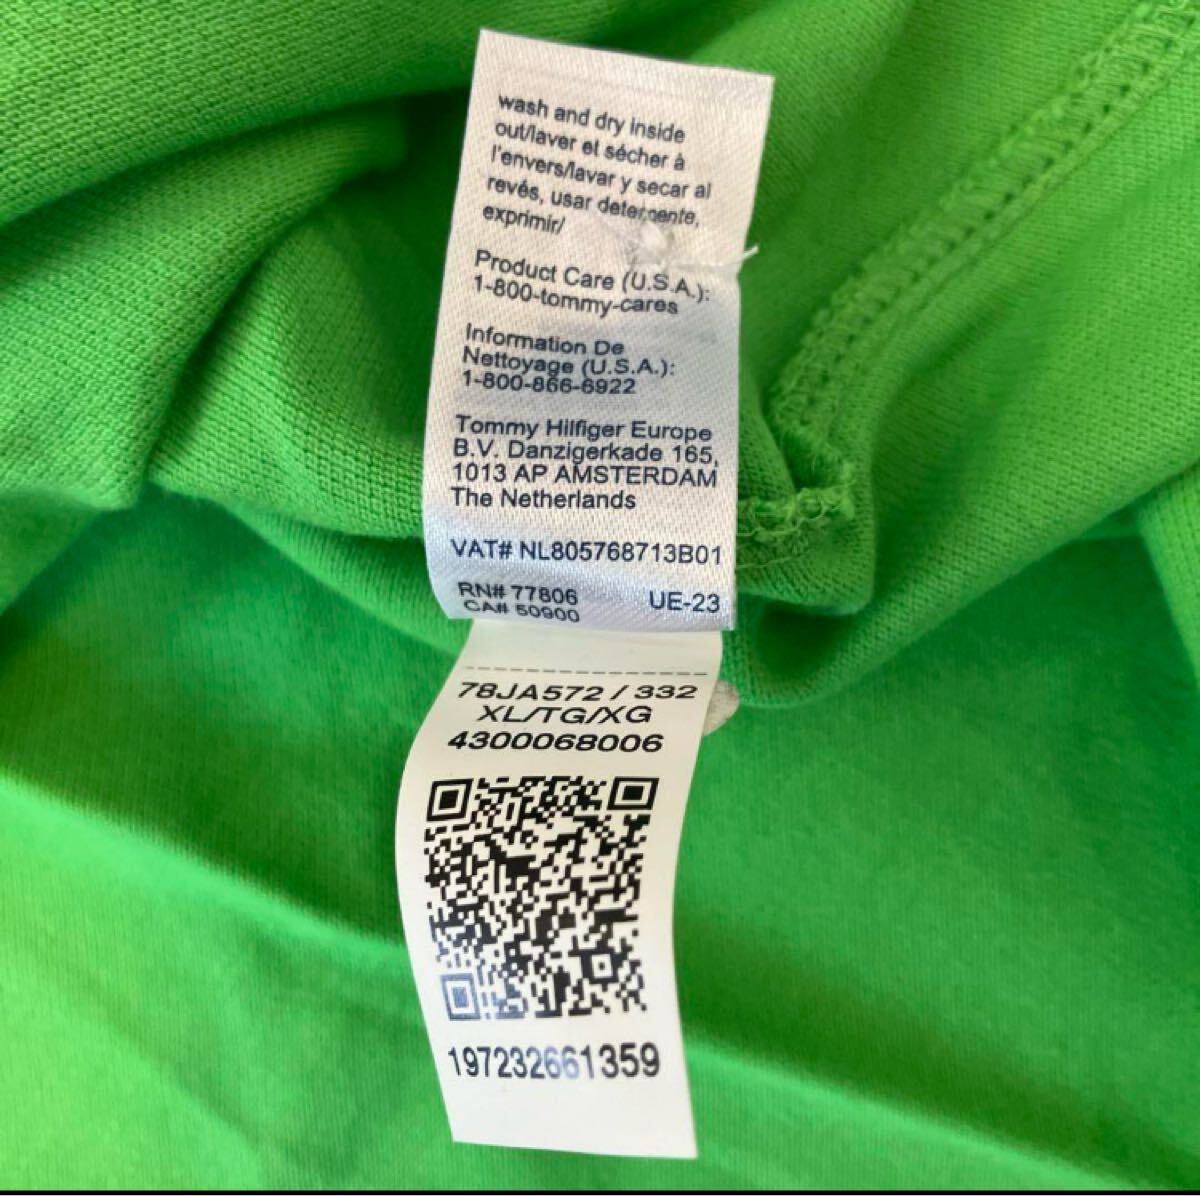 wash and dry inside
out/laver et sécher à
l'envers/lavar y secar al
revés, usar detergente,
exprimir/
Product Care (U.S.A.):
1-800-tommy-cares
Information De
Nettoyage (U.S.A.):
1-800-866-6922
Tommy Hilfiger Europe
B.V. Danzigerkade 165,
1013 AP AMSTERDAM
The Netherlands
VAT# NL805768713B01
RN# 77806 UE-23
CA# 50900
78JA572 / 332
XL/TG/XG
4300068006
197232661359